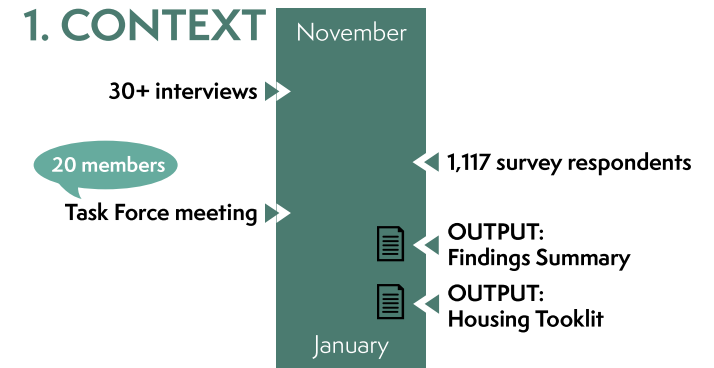 1. CONTEXT
November
30+ interviews
1,117 survey respondents
20 members
Task Force meeting
OUTPUT:
Findings Summary
OUTPUT:
Housing Tooklit
January